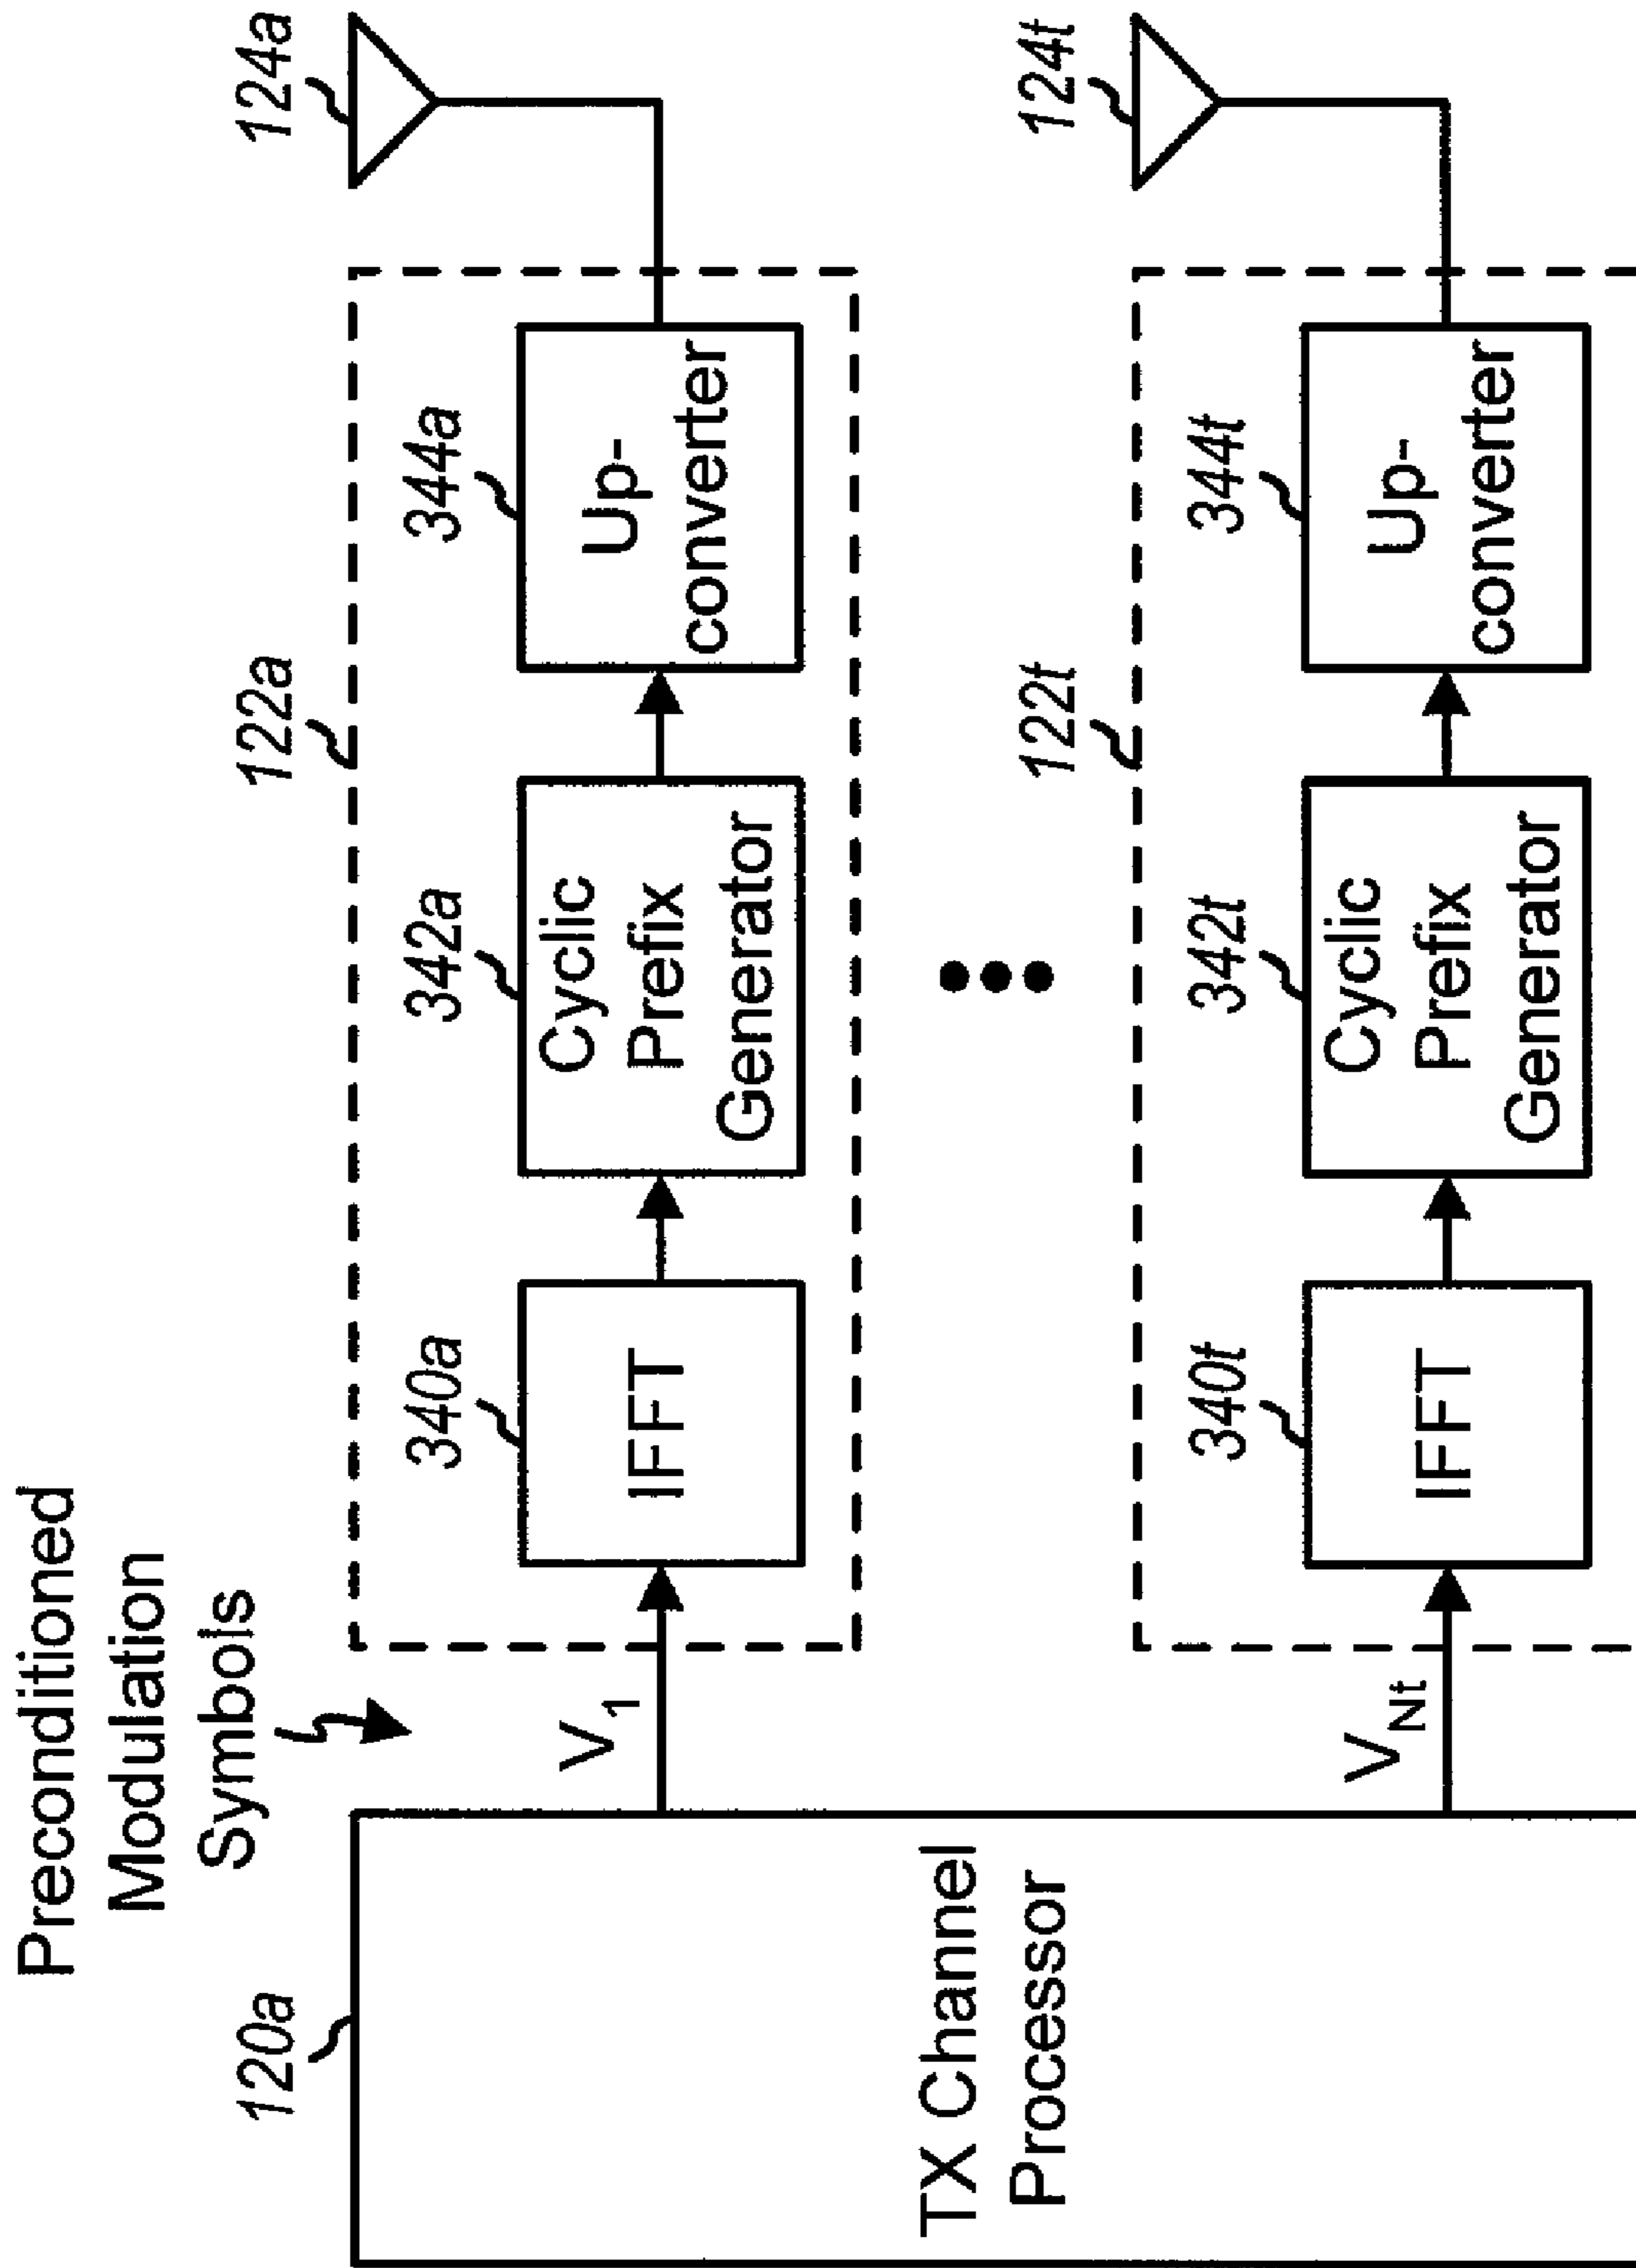 Preconditioned
Modulation
Symbols
120a
TX Channel
Processor
V1
VNt
122a
340a
IFFT
342a
Cyclic
Prefix
Generator
344a
Up-
converter
124a
122t
340t
IFFT
342t
Cyclic
Prefix
Generator
344t
Up-
converter
124t